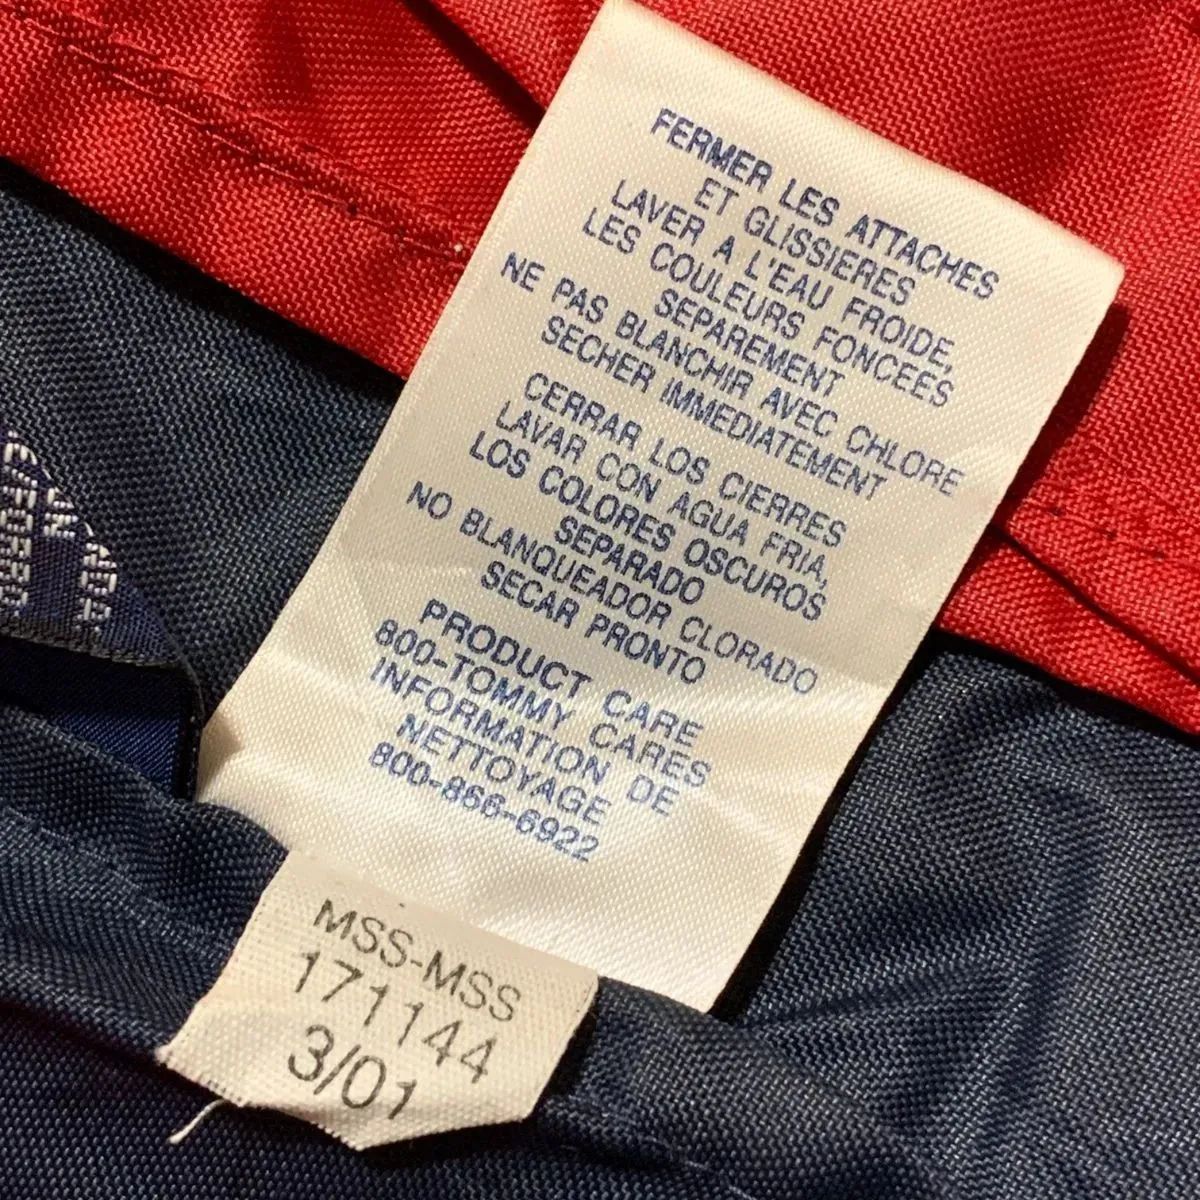 FERMER LES ATTACHES
ET GLISSIERES
LAVER A L'EAU FROIDE,
LES COULEURS FONCEES
SEPAREMENT
NE PAS BLANCHIR AVEC CHLORE
SECHER IMMEDIATEMENT
CERRAR LOS CIERRES
LAVAR CON AGUA FRIA,
LOS COLORES OSCUROS
SEPARADO
NO BLANQUEADOR CLORADO
SECAR PRONTO
PRODUCT CARE
800-TOMMY CARES
INFORMATION DE
NETTOYAGE
800-866-6922
MSS-MSS
171144
3/01